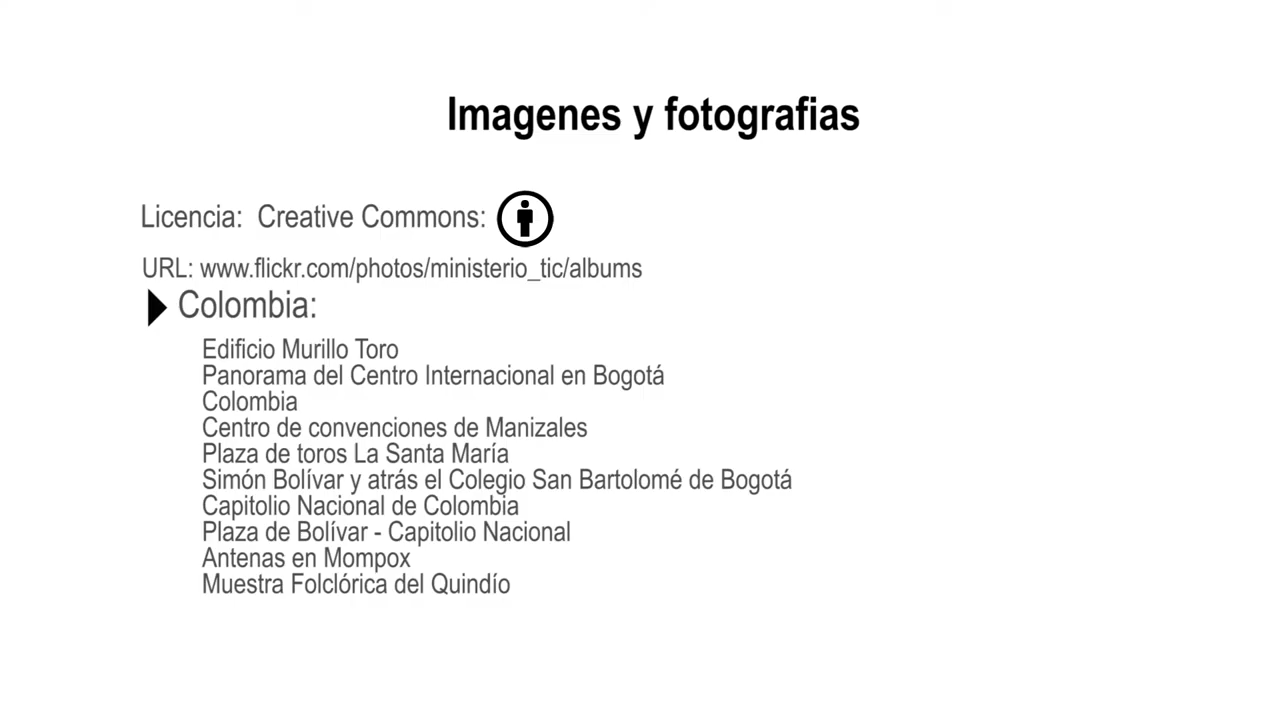 Imagenes y fotografias
Licencia: Creative Commons:
URL: www.flickr.com/photos/ministerio_tic/albums
Colombia:
Edificio Murillo Toro
Panorama del Centro Internacional en Bogotá
Colombia
Centro de convenciones de Manizales
Plaza de toros La Santa María
Simón Bolívar y atrás el Colegio San Bartolomé de Bogotá
Capitolio Nacional de Colombia
Plaza de Bolívar - Capitolio Nacional
Antenas en Mompox
Muestra Folclórica del Quindío